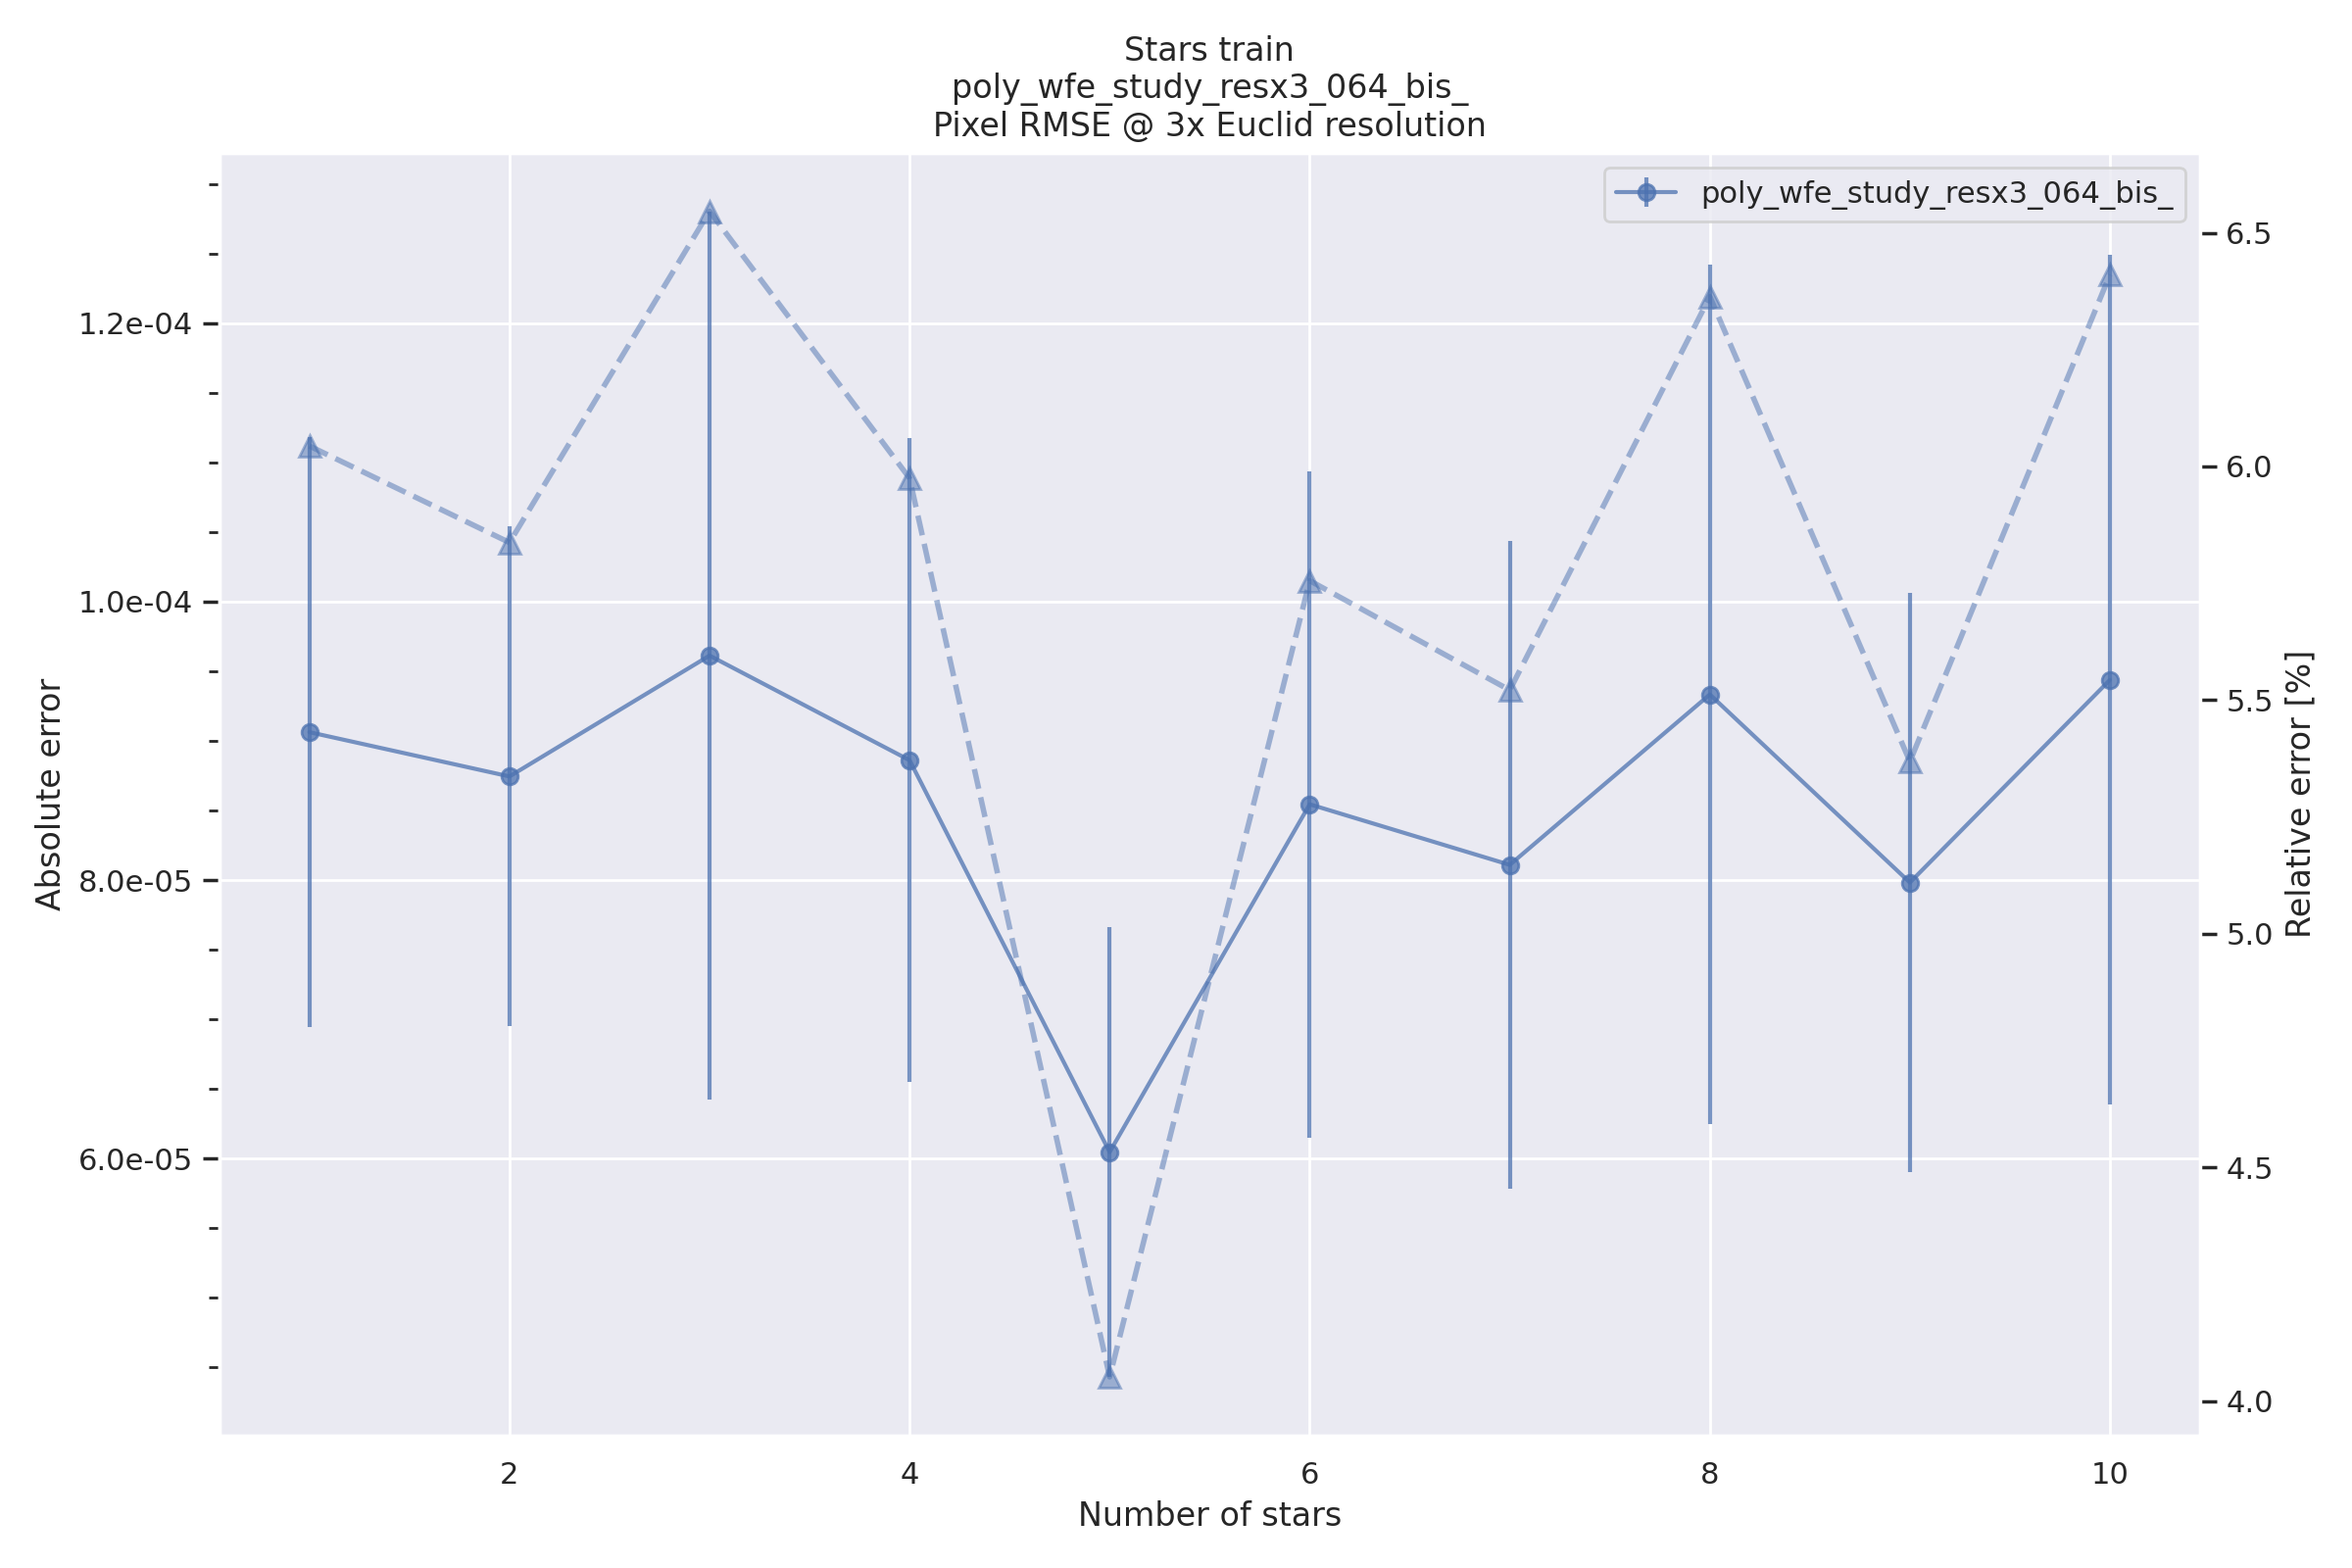 Stars train
poly_wfe_study_resx3_064_bis_
Pixel RMSE @ 3x Euclid resolution
poly_wfe_study_resx3_064_bis_
Absolute error
1.2e-04
1.0e-04
8.0e-05
6.0e-05
6.5
6.0
5.5
5.0
4.5
4.0
Relative error [%]
2
4
6
8
10
Number of stars